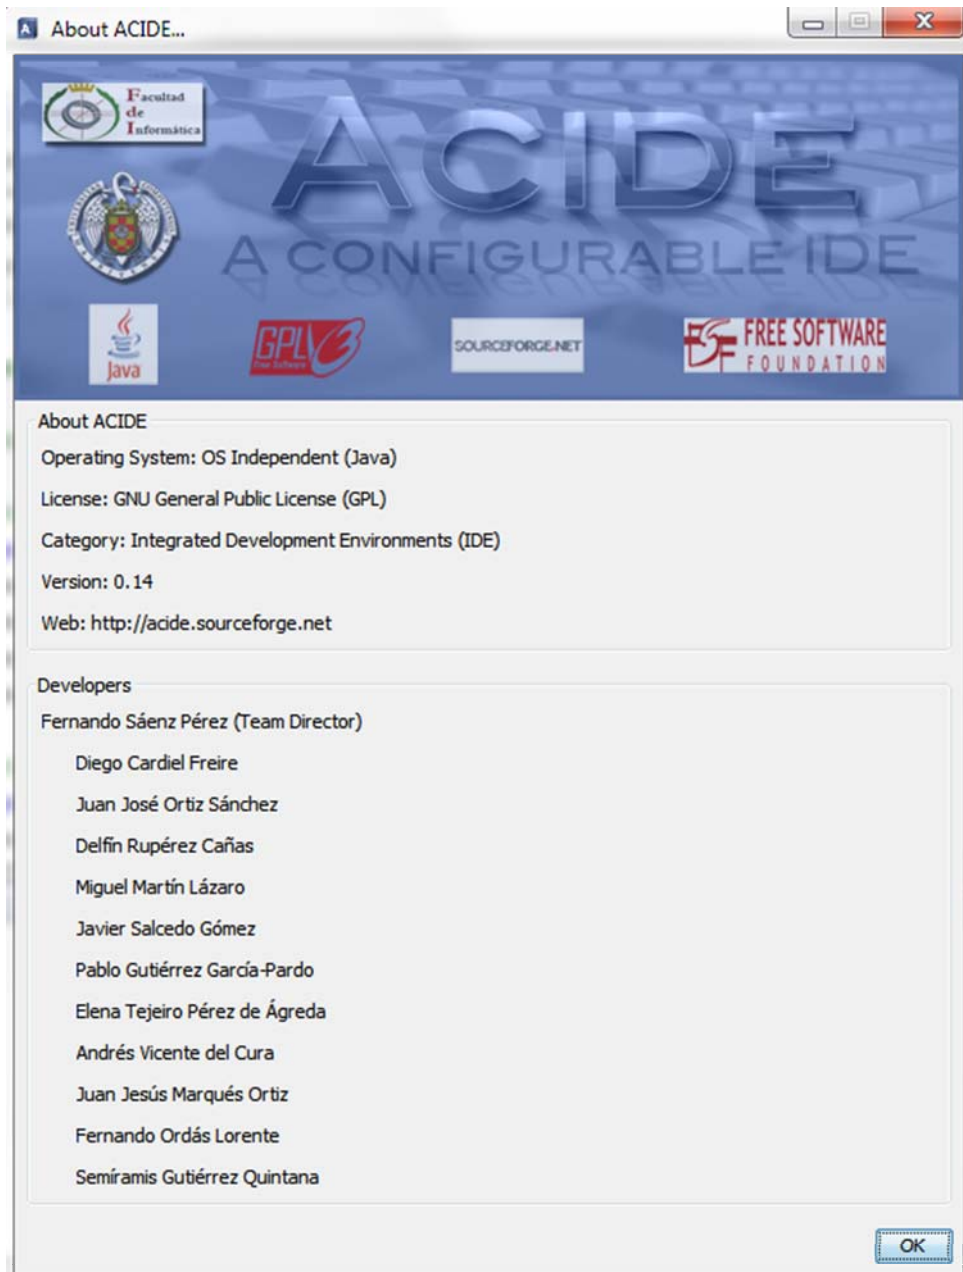 About ACIDE...
Facultad
de
Informática
ACIDE
A CONFIGURABLE IDE
Java
GPLV3
Free Software
SOURCEFORGE.NET
FSF FREE SOFTWARE
FOUNDATION
About ACIDE
Operating System: OS Independent (Java)
License: GNU General Public License (GPL)
Category: Integrated Development Environments (IDE)
Version: 0.14
Web: http://acide.sourceforge.net
Developers
Fernando Sáenz Pérez (Team Director)
Diego Cardiel Freire
Juan José Ortiz Sánchez
Delfín Rupérez Cañas
Miguel Martín Lázaro
Javier Salcedo Gómez
Pablo Gutiérrez García-Pardo
Elena Tejeiro Pérez de Ágreda
Andrés Vicente del Cura
Juan Jesús Marqués Ortiz
Fernando Ordás Lorente
Semíramis Gutiérrez Quintana
OK